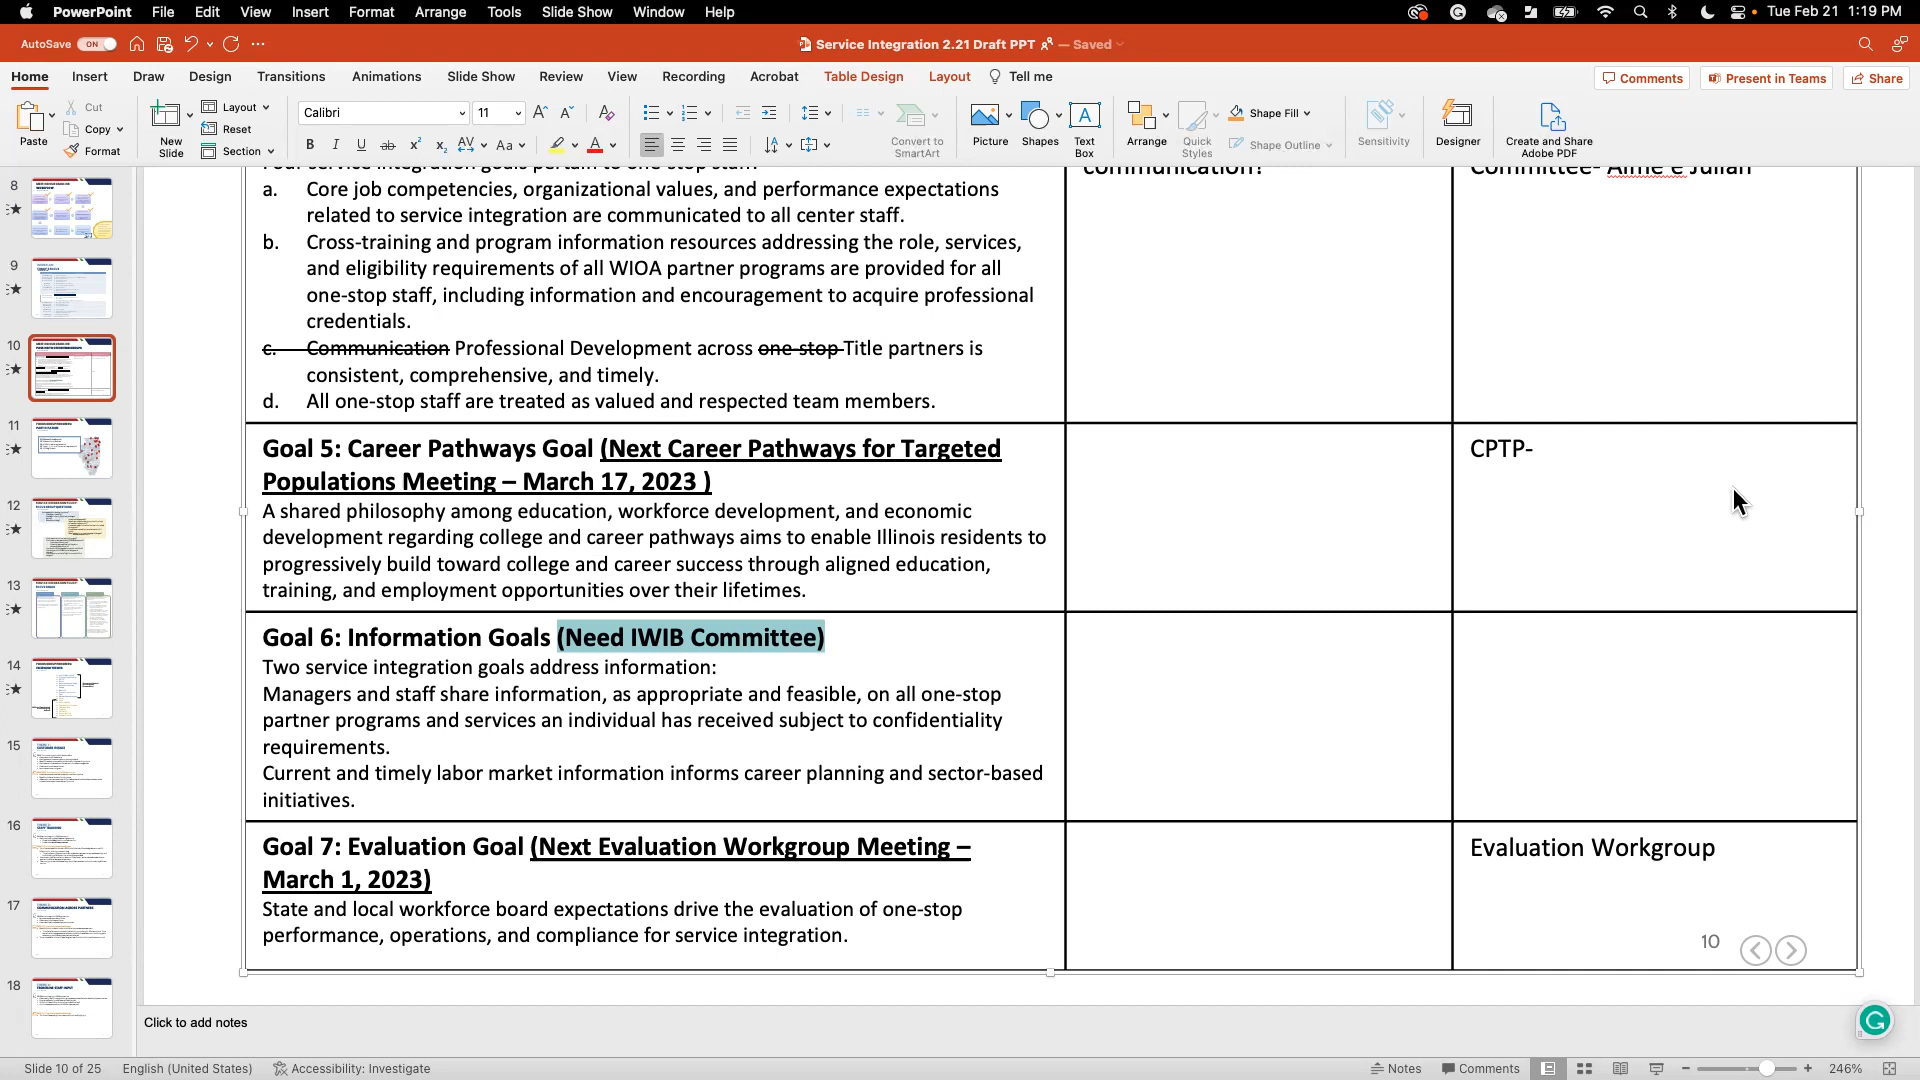 PowerPoint File Edit View Insert Format Arrange Tools Slide Show Window Help Tue Feb 21 1:19 PM
AutoSave ON Service Integration 2.21 Draft PPT — Saved
Home Insert Draw Design Transitions Animations Slide Show Review View Recording Acrobat Table Design Layout Tell me Comments Present in Teams Share
Paste Cut Copy Format
New Slide Layout Reset Section
Calibri 11
Convert to SmartArt
Picture Shapes Text Box Arrange Quick Styles Shape Fill Shape Outline Sensitivity Designer Create and Share Adobe PDF
communication?
Committee- Aime e Julian
a. Core job competencies, organizational values, and performance expectations
related to service integration are communicated to all center staff.
b. Cross-training and program information resources addressing the role, services,
and eligibility requirements of all WIOA partner programs are provided for all
one-stop staff, including information and encouragement to acquire professional
credentials.
c. Communication Professional Development across one-stop Title partners is
consistent, comprehensive, and timely.
d. All one-stop staff are treated as valued and respected team members.
Goal 5: Career Pathways Goal (Next Career Pathways for Targeted
Populations Meeting – March 17, 2023 )
A shared philosophy among education, workforce development, and economic
development regarding college and career pathways aims to enable Illinois residents to
progressively build toward college and career success through aligned education,
training, and employment opportunities over their lifetimes.
CPTP-
Goal 6: Information Goals (Need IWIB Committee)
Two service integration goals address information:
Managers and staff share information, as appropriate and feasible, on all one-stop
partner programs and services an individual has received subject to confidentiality
requirements.
Current and timely labor market information informs career planning and sector-based
initiatives.
Goal 7: Evaluation Goal (Next Evaluation Workgroup Meeting –
March 1, 2023)
State and local workforce board expectations drive the evaluation of one-stop
performance, operations, and compliance for service integration.
Evaluation Workgroup
10
8
9
10
11
12
13
14
15
16
17
18
Click to add notes
Slide 10 of 25 English (United States) Accessibility: Investigate Notes Comments 246%